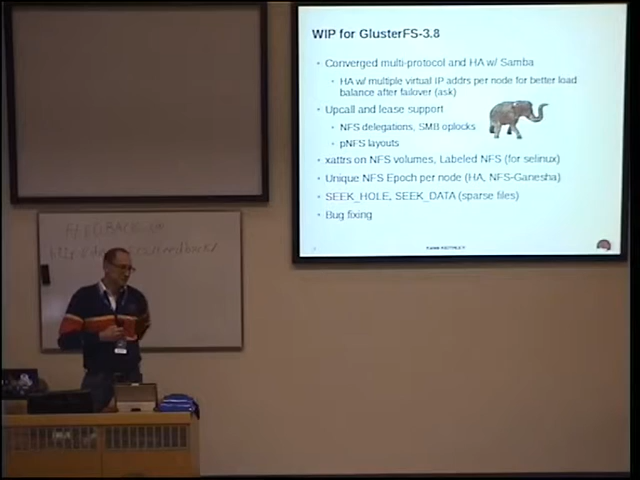 WIP for GlusterFS-3.8
Converged multi-protocol and HA w/ Samba
HA w/ multiple virtual IP addrs per node for better load
balance after failover (ask)
Upcall and lease support
NFS delegations, SMB oplocks
pNFS layouts
xattrs on NFS volumes, Labeled NFS (for selinux)
Unique NFS Epoch per node (HA, NFS-Ganesha)
SEEK_HOLE, SEEK_DATA (sparse files)
Bug fixing
FEEDBACK